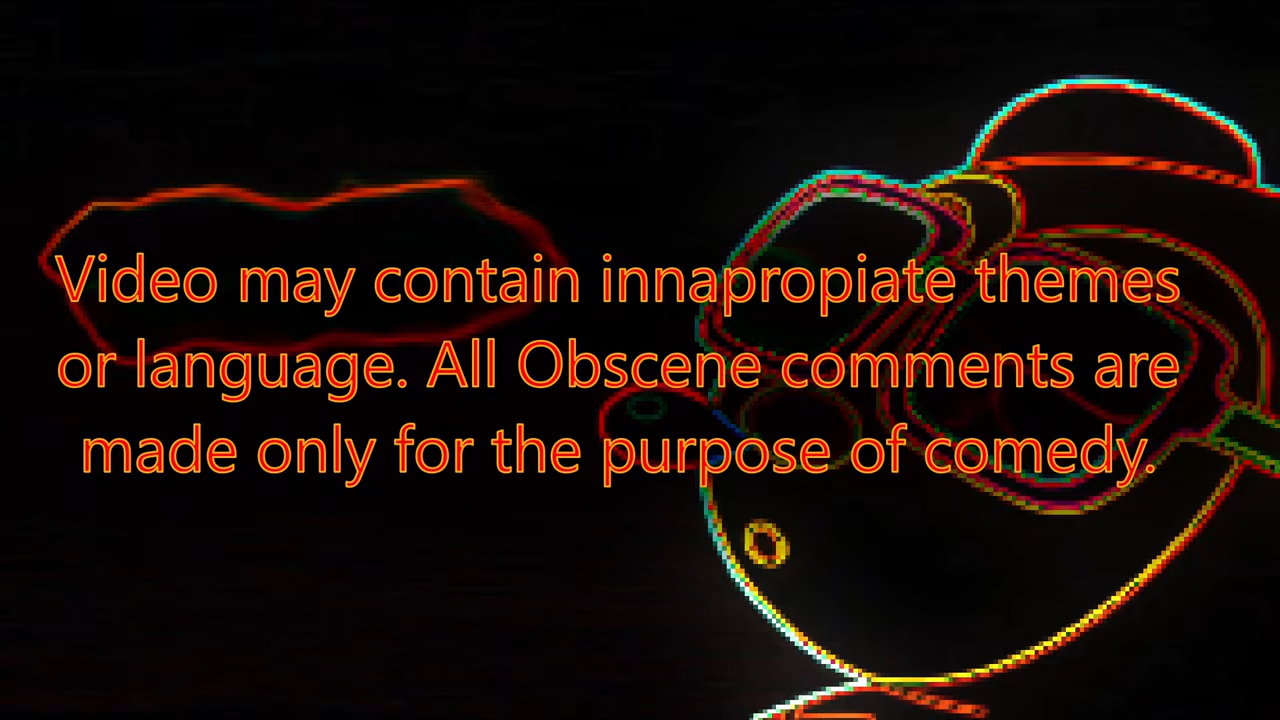 Video may contain innapropiate themes
or language. All Obscene comments are
made only for the purpose of comedy.